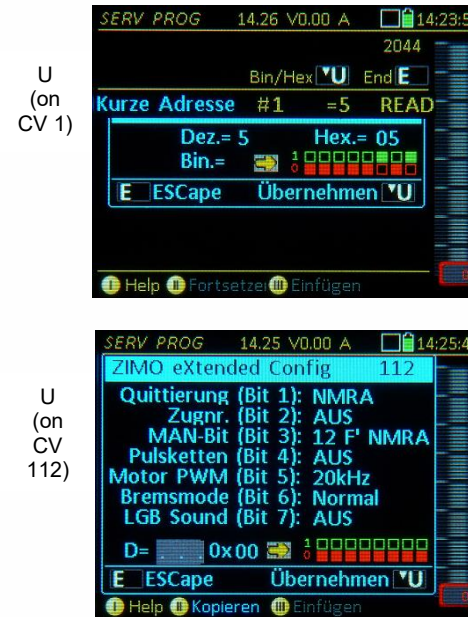 U
(on
CV 1)
SERV PROG 14.26 V0.00 A 14:23:5
2044
Bin/Hex ▼U End E
Kurze Adresse #1 =5 READ
Dez.= 5 Hex.= 05
Bin.= 1
0
E ESCape Übernehmen ▼U
I Help II Fortsetzen III Einfügen
U
(on
CV
112)
SERV PROG 14.25 V0.00 A 14:25:4
ZIMO eXtended Config 112
Quittierung (Bit 1): NMRA
Zugnr. (Bit 2): AUS
MAN-Bit (Bit 3): 12 F' NMRA
Pulsketten (Bit 4): AUS
Motor PWM (Bit 5): 20kHz
Bremsmode (Bit 6): Normal
LGB Sound (Bit 7): AUS
D= 0x00 1
0
E ESCape Übernehmen ▼U
I Help II Kopieren III Einfügen